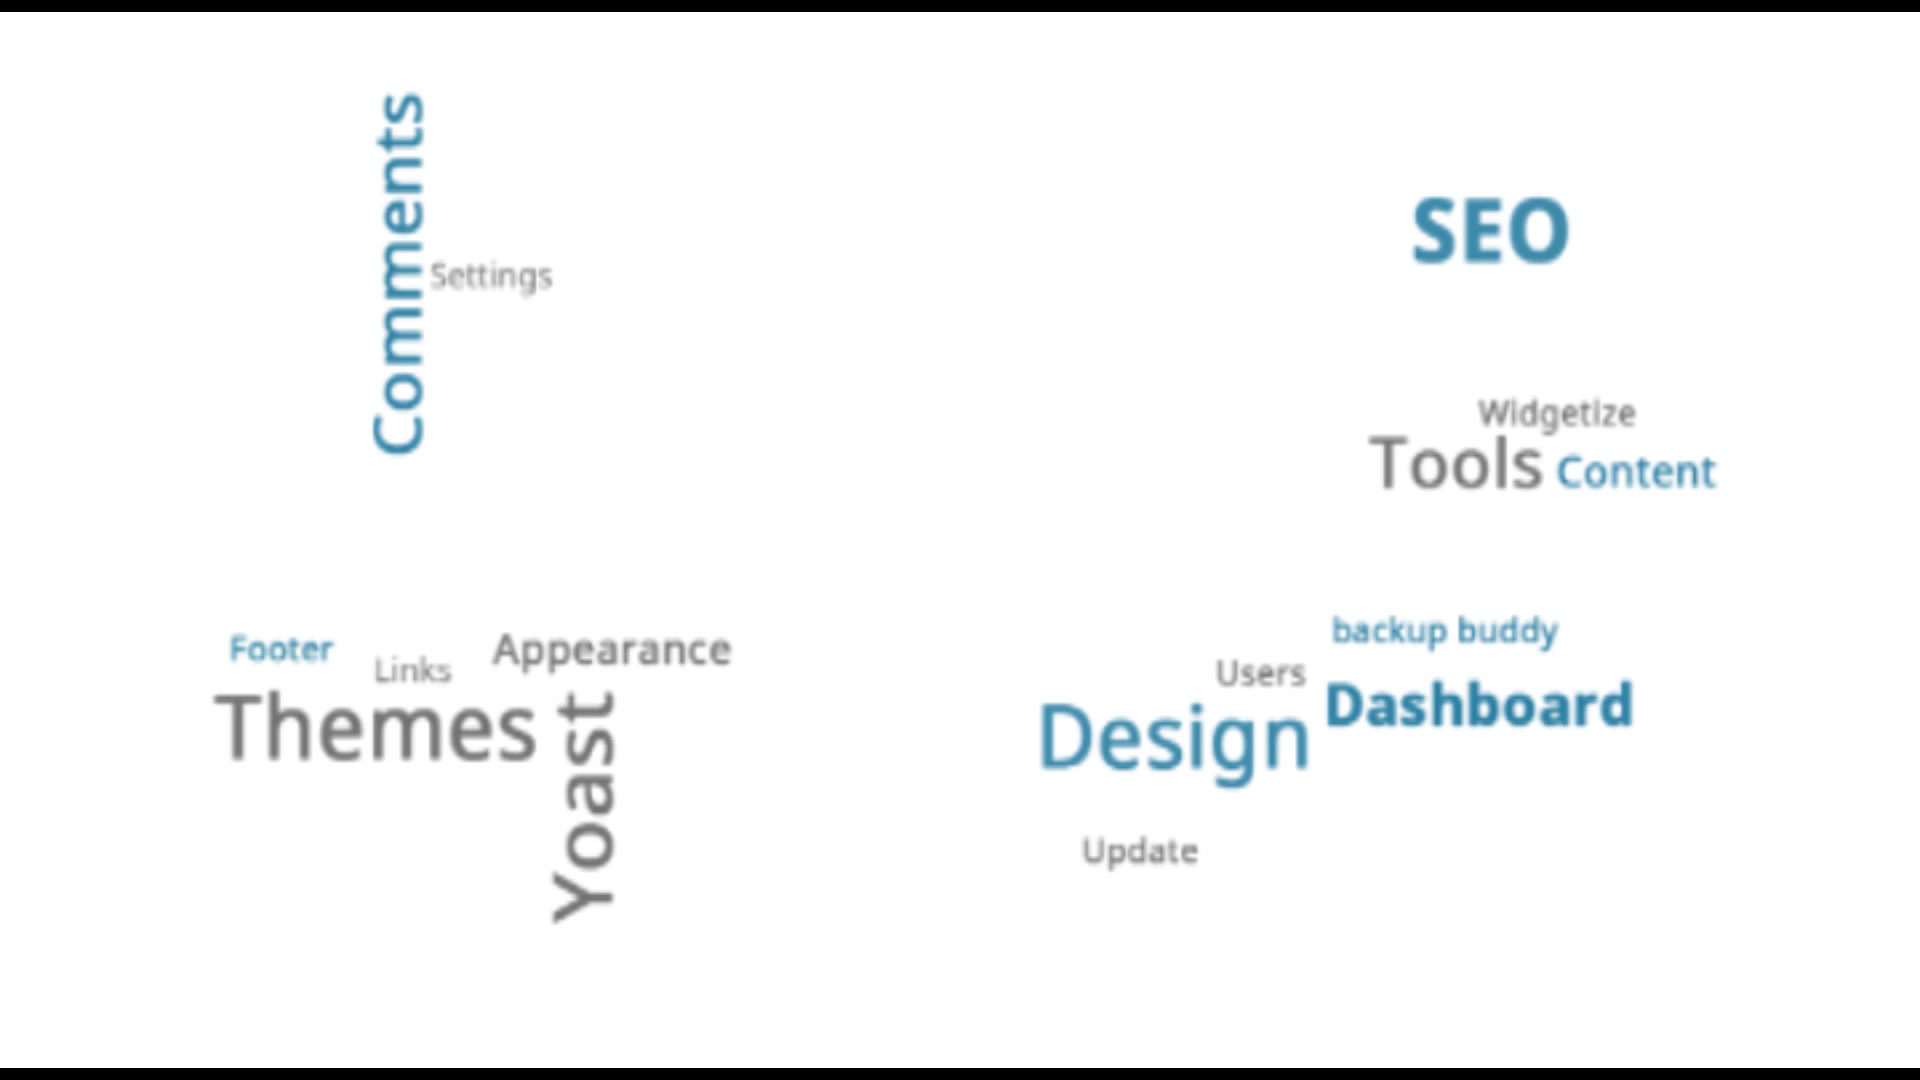 Comments
Settings
SEO
Widgetize
Tools
Content
Footer
Links
Appearance
Themes
Yoast
backup buddy
Users
Dashboard
Design
Update